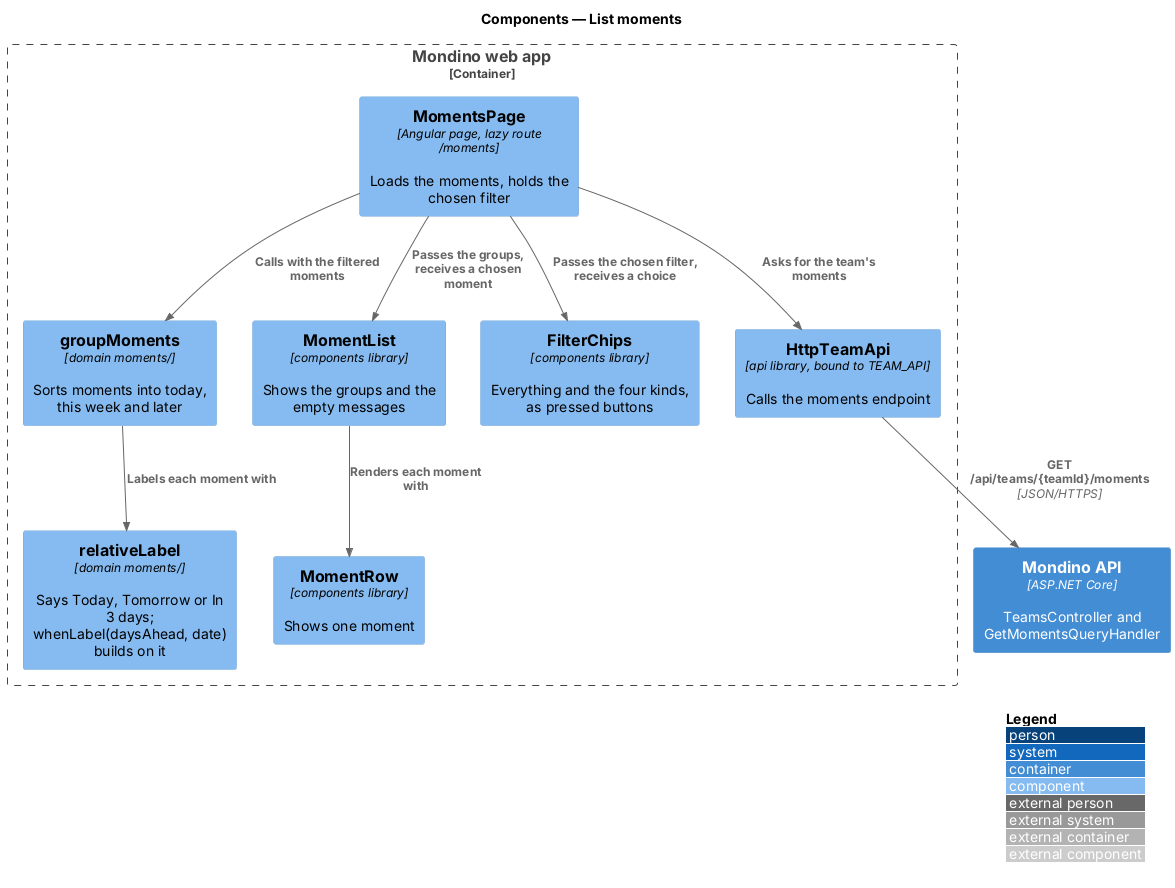 Components — List moments
Mondino web app
[Container]
MomentsPage
[Angular page, lazy route
/moments]
Loads the moments, holds the
chosen filter
Calls with the filtered
moments
Passes the groups,
receives a chosen
moment
Passes the chosen filter,
receives a choice
Asks for the team's
moments
groupMoments
[domain moments/]
Sorts moments into today,
this week and later
MomentList
[components library]
Shows the groups and the
empty messages
FilterChips
[components library]
Everything and the four kinds,
as pressed buttons
HttpTeamApi
[api library, bound to TEAM_API]
Calls the moments endpoint
Labels each moment with
Renders each moment
with
GET
/api/teams/{teamId}/moments
[JSON/HTTPS]
relativeLabel
[domain moments/]
Says Today, Tomorrow or In
3 days;
whenLabel(daysAhead, date)
builds on it
MomentRow
[components library]
Shows one moment
Mondino API
[ASP.NET Core]
TeamsController and
GetMomentsQueryHandler
Legend
person
system
container
component
external person
external system
external container
external component